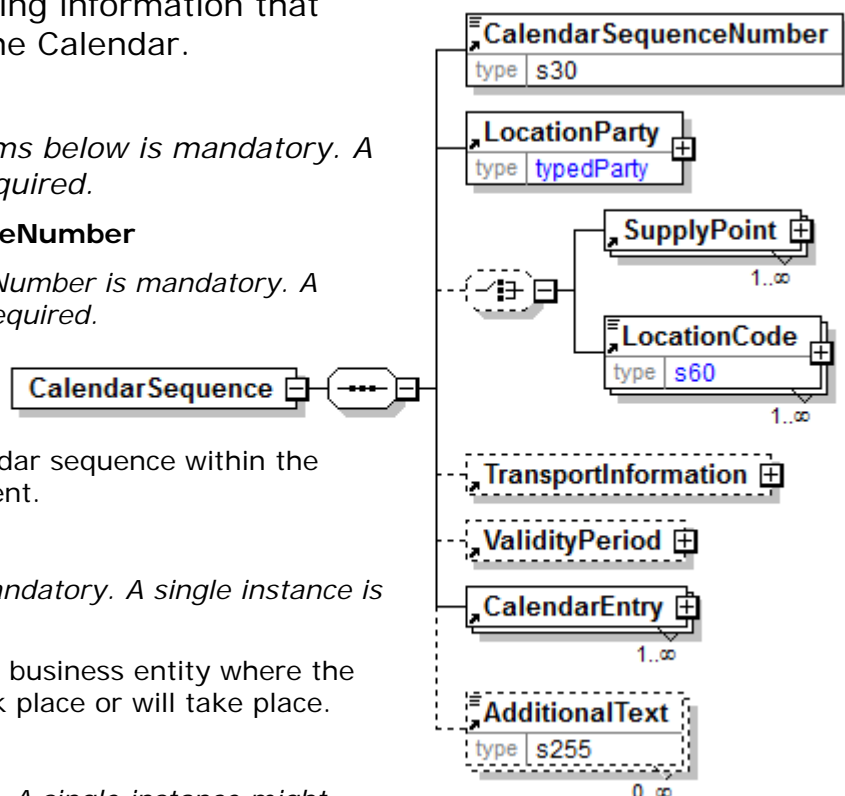 ing information that
ne Calendar.
ms below is mandatory. A
quired.
eNumber
Number is mandatory. A
equired.
dar sequence within the
ent.
andatory. A single instance is
business entity where the
k place or will take place.
A single instance might
CalendarSequence
CalendarSequenceNumber
type s30
LocationParty
type typedParty
SupplyPoint
1..∞
LocationCode
type s60
1..∞
TransportInformation
ValidityPeriod
CalendarEntry
1..∞
AdditionalText
type s255
0..∞